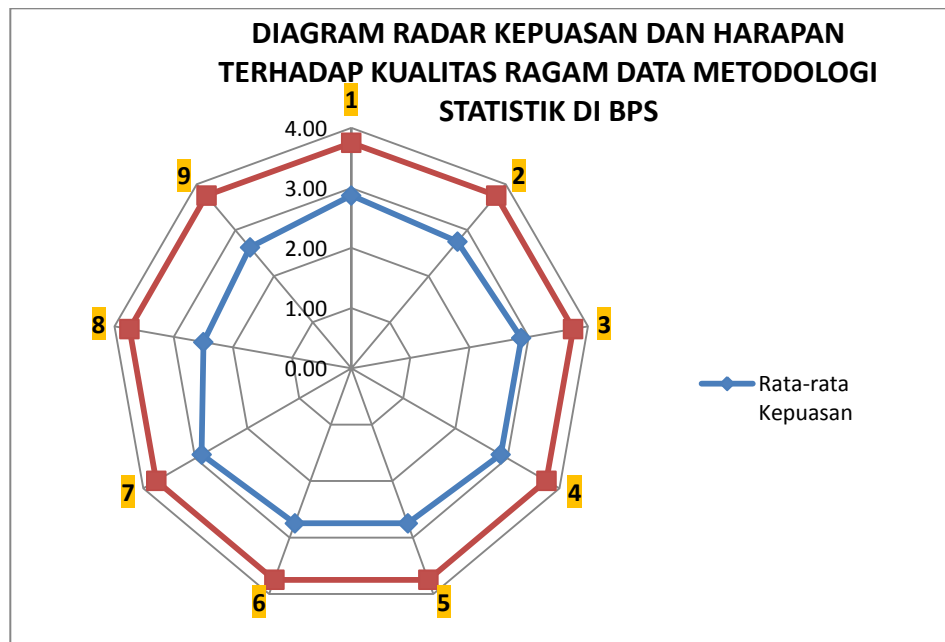 DIAGRAM RADAR KEPUASAN DAN HARAPAN
TERHADAP KUALITAS RAGAM DATA METODOLOGI
STATISTIK DI BPS
1
4.00
9
2
3.00
2.00
1.00
8
3
0.00
Rata-rata
Kepuasan
7
4
6
5